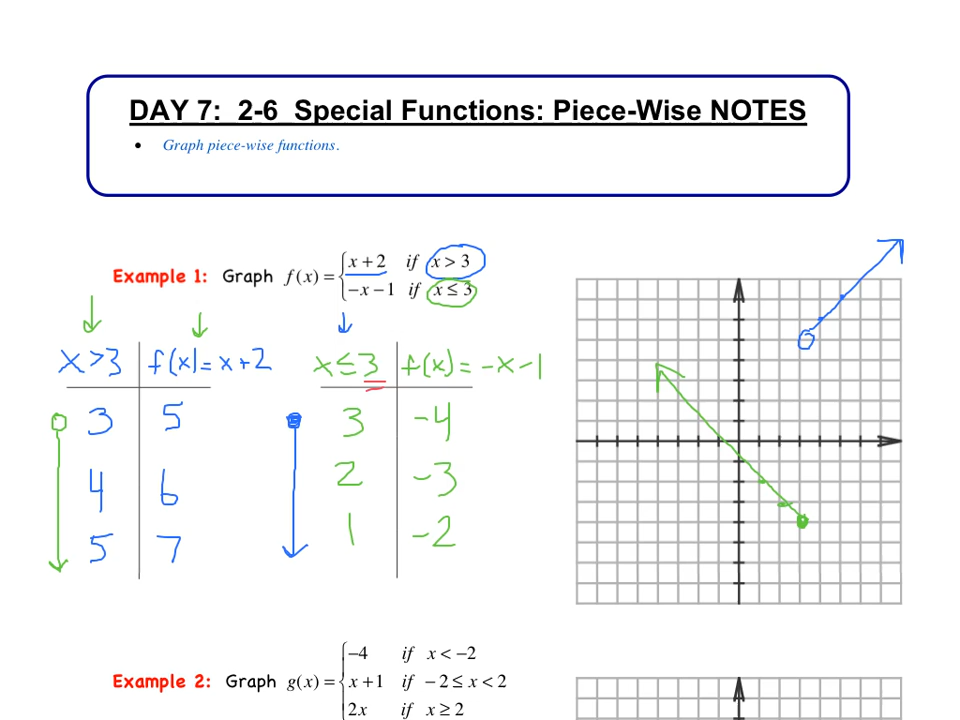 DAY 7: 2-6 Special Functions: Piece-Wise NOTES
• Graph piece-wise functions.
Example 1: Graph f(x) = { x + 2 if x > 3
−x − 1 if x ≤ 3
x > 3 f(x) = x + 2 x ≤ 3 f(x) = -x - 1
3 5 3 -4
4 6 2 -3
5 7 1 -2
Example 2: Graph g(x) = { −4 if x < −2
x + 1 if − 2 ≤ x < 2
2x if x ≥ 2